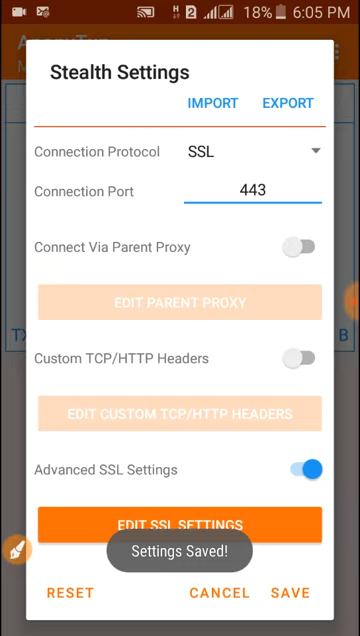 2 18% 6:05 PM
Stealth Settings
IMPORT EXPORT
Connection Protocol SSL
Connection Port 443
Connect Via Parent Proxy
EDIT PARENT PROXY
Custom TCP/HTTP Headers
EDIT CUSTOM TCP/HTTP HEADERS
Advanced SSL Settings
EDIT SSL SETTINGS
Settings Saved!
RESET CANCEL SAVE